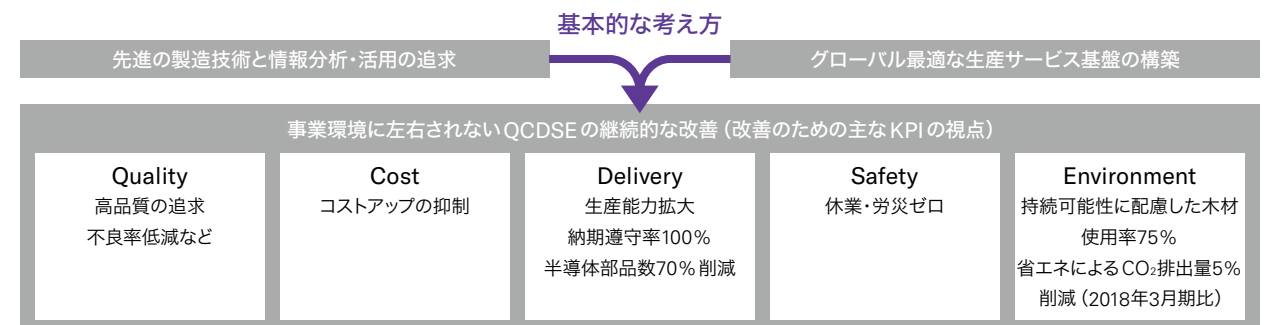 基本的な考え方
先進の製造技術と情報分析・活用の追求
グローバル最適な生産サービス基盤の構築
事業環境に左右されないQCDSEの継続的な改善（改善のための主なKPIの視点）
Quality
高品質の追求
不良率低減など
Cost
コストアップの抑制
Delivery
生産能力拡大
納期遵守率100%
半導体部品数70%削減
Safety
休業・労災ゼロ
Environment
持続可能性に配慮した木材
使用率75%
省エネによるCO₂排出量5%
削減（2018年3月期比）